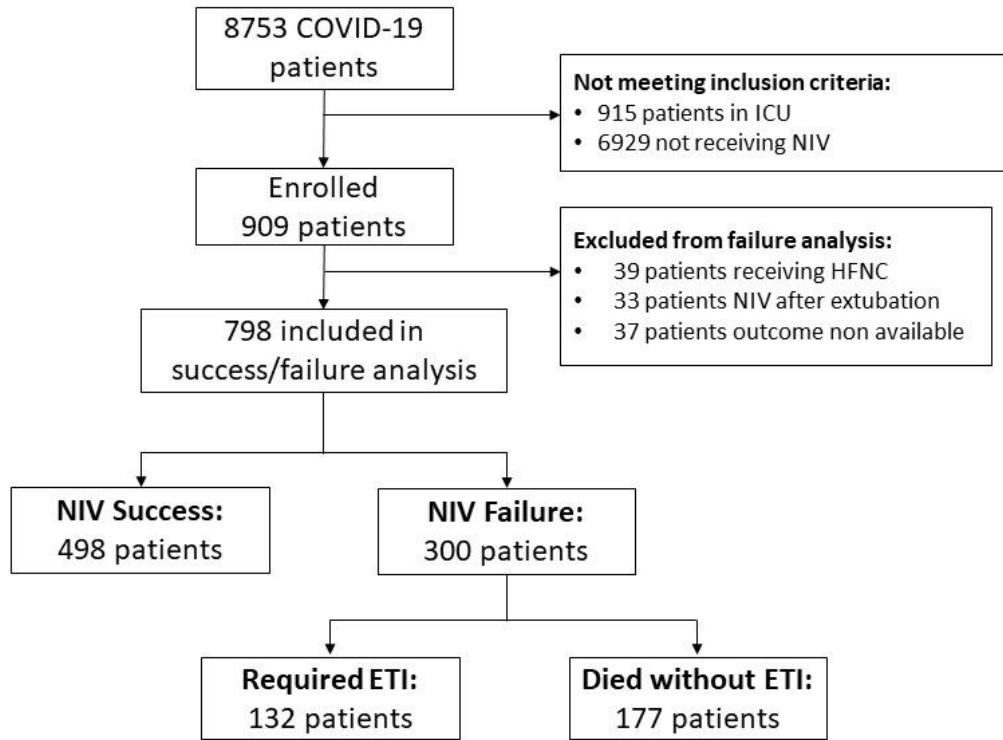 8753 COVID-19
patients
Not meeting inclusion criteria:
• 915 patients in ICU
• 6929 not receiving NIV
Enrolled
909 patients
Excluded from failure analysis:
• 39 patients receiving HFNC
• 33 patients NIV after extubation
• 37 patients outcome non available
798 included in
success/failure analysis
NIV Success:
498 patients
NIV Failure:
300 patients
Required ETI:
132 patients
Died without ETI:
177 patients